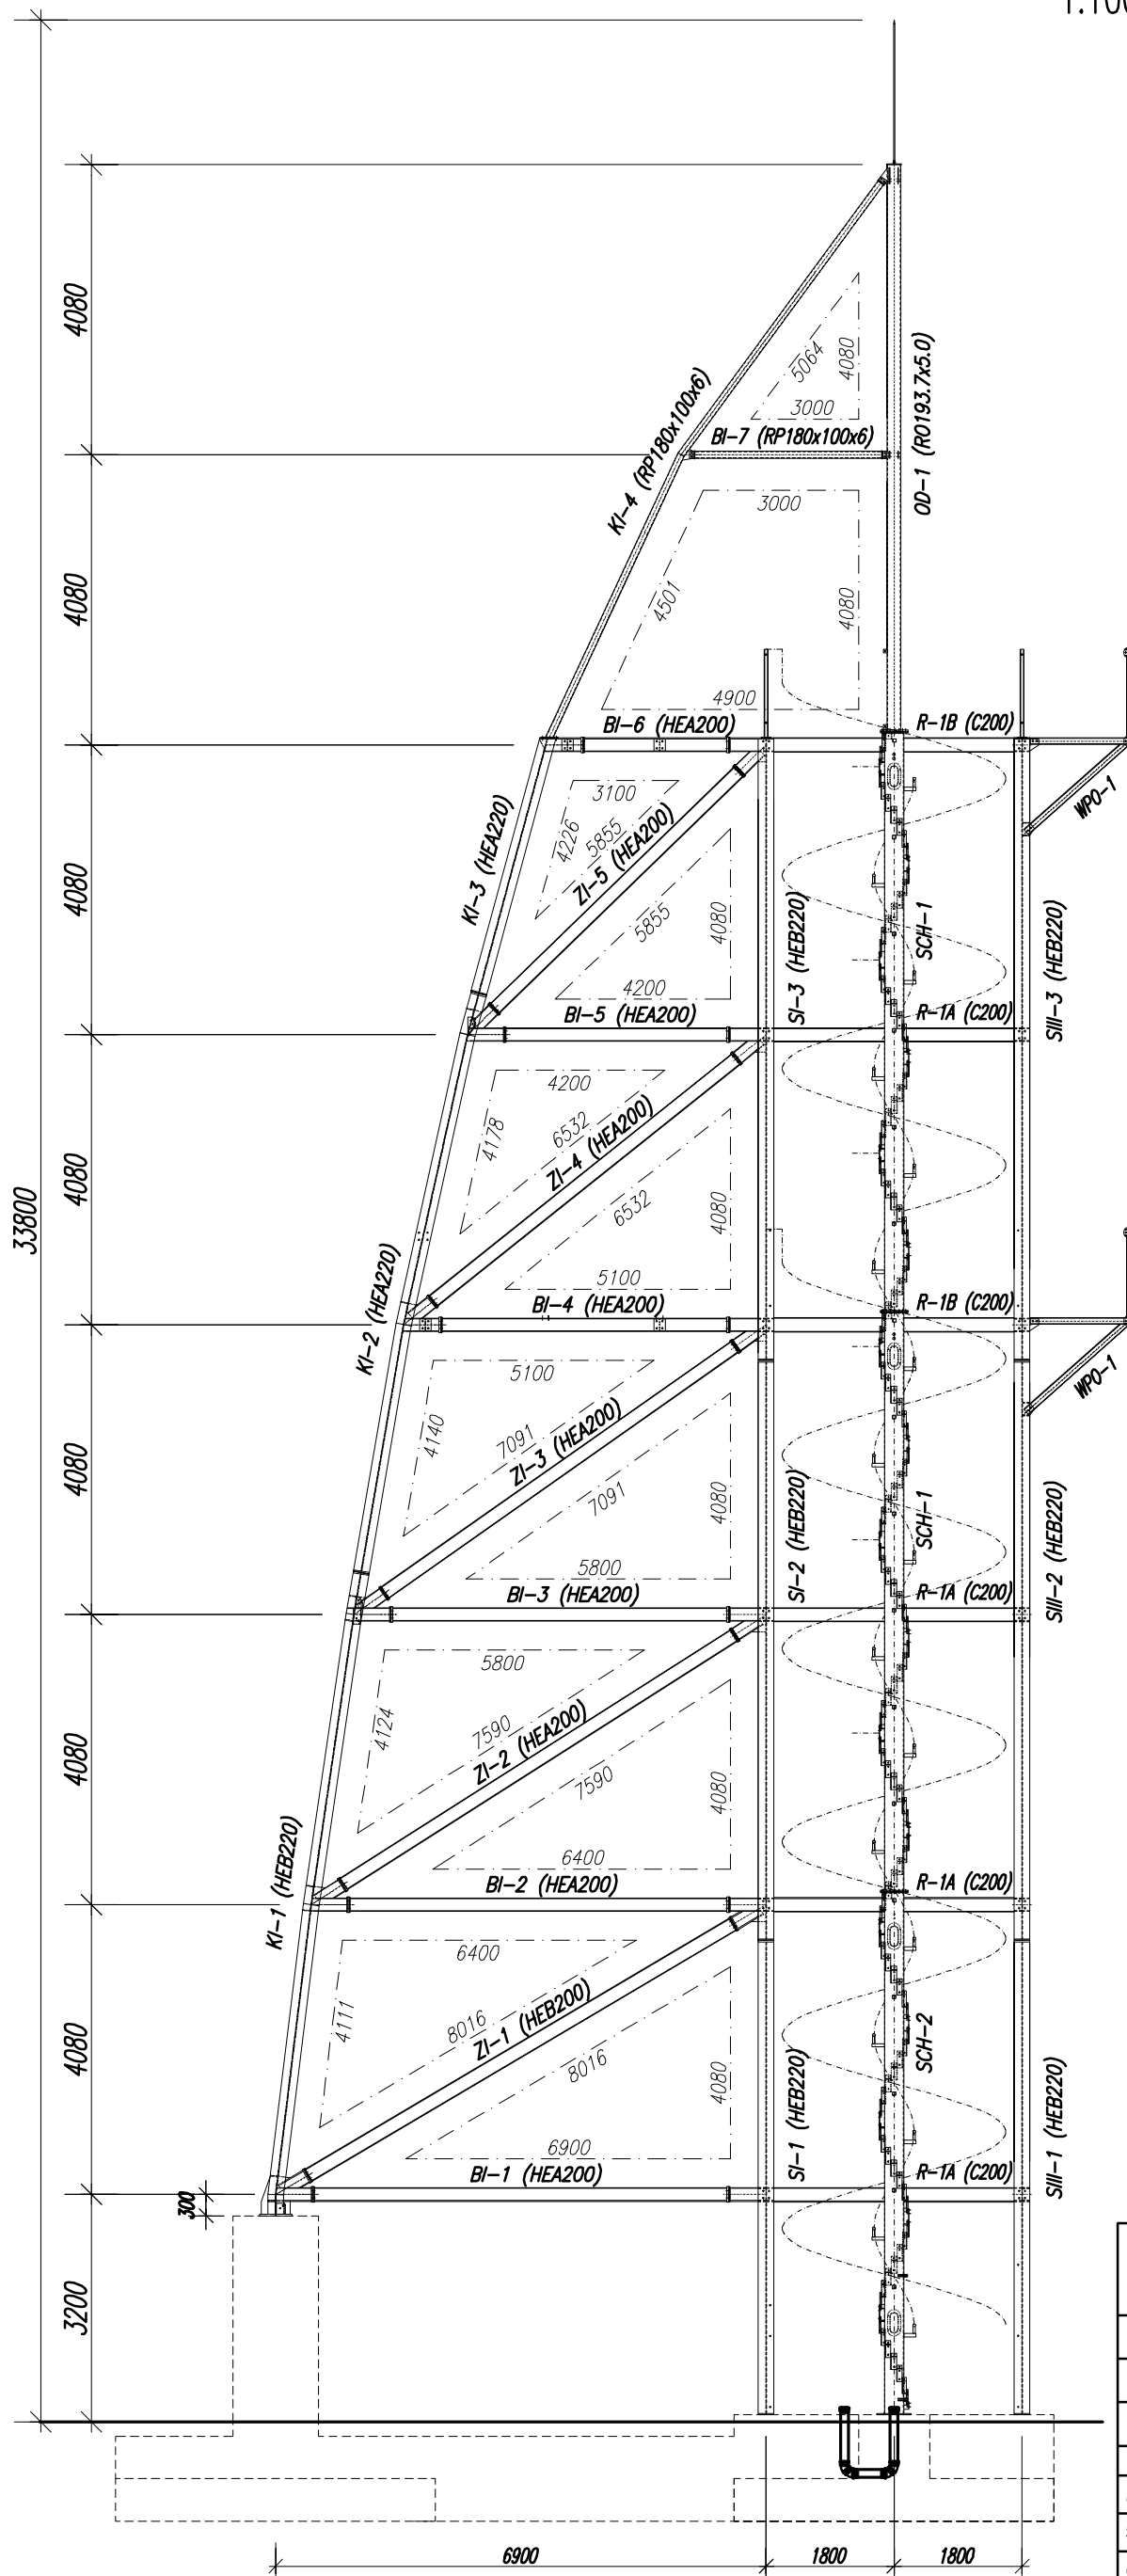 1:100
4080
5064
4080
3000
BI-7 (RP180x100x6)
OD-1 (RO193.7x5.0)
KI-4 (RP180x100x6)
3000
4080
4501
4080
4900
BI-6 (HEA200)
R-1B (C200)
WPO-1
3100
4226
5855
ZI-5 (HEA200)
KI-3 (HEA220)
4080
5855
4080
4200
BI-5 (HEA200)
SI-3 (HEB220)
SCH-1
SIII-3 (HEB220)
R-1A (C200)
4200
4178
6532
ZI-4 (HEA200)
4080
33800
6532
4080
5100
BI-4 (HEA200)
KI-2 (HEA220)
R-1B (C200)
WPO-1
5100
4140
7091
ZI-3 (HEA200)
4080
7091
4080
5800
BI-3 (HEA200)
SI-2 (HEB220)
SCH-1
SIII-2 (HEB220)
R-1A (C200)
5800
4124
7590
ZI-2 (HEA200)
4080
7590
4080
6400
BI-2 (HEA200)
KI-1 (HEB220)
R-1A (C200)
6400
4111
8016
ZI-1 (HEB200)
4080
8016
4080
6900
BI-1 (HEA200)
SI-1 (HEB220)
SCH-2
SIII-1 (HEB220)
R-1A (C200)
300
3200
6900
1800
1800